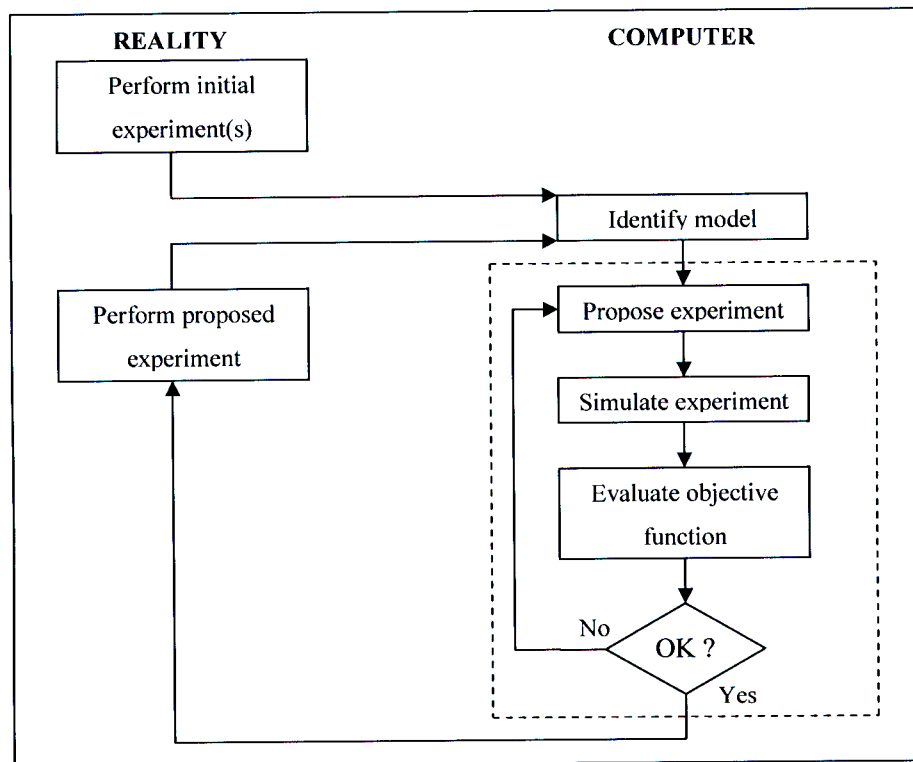 REALITY
COMPUTER
Perform initial
experiment(s)
Identify model
Perform proposed
experiment
Propose experiment
Simulate experiment
Evaluate objective
function
OK ?
No
Yes